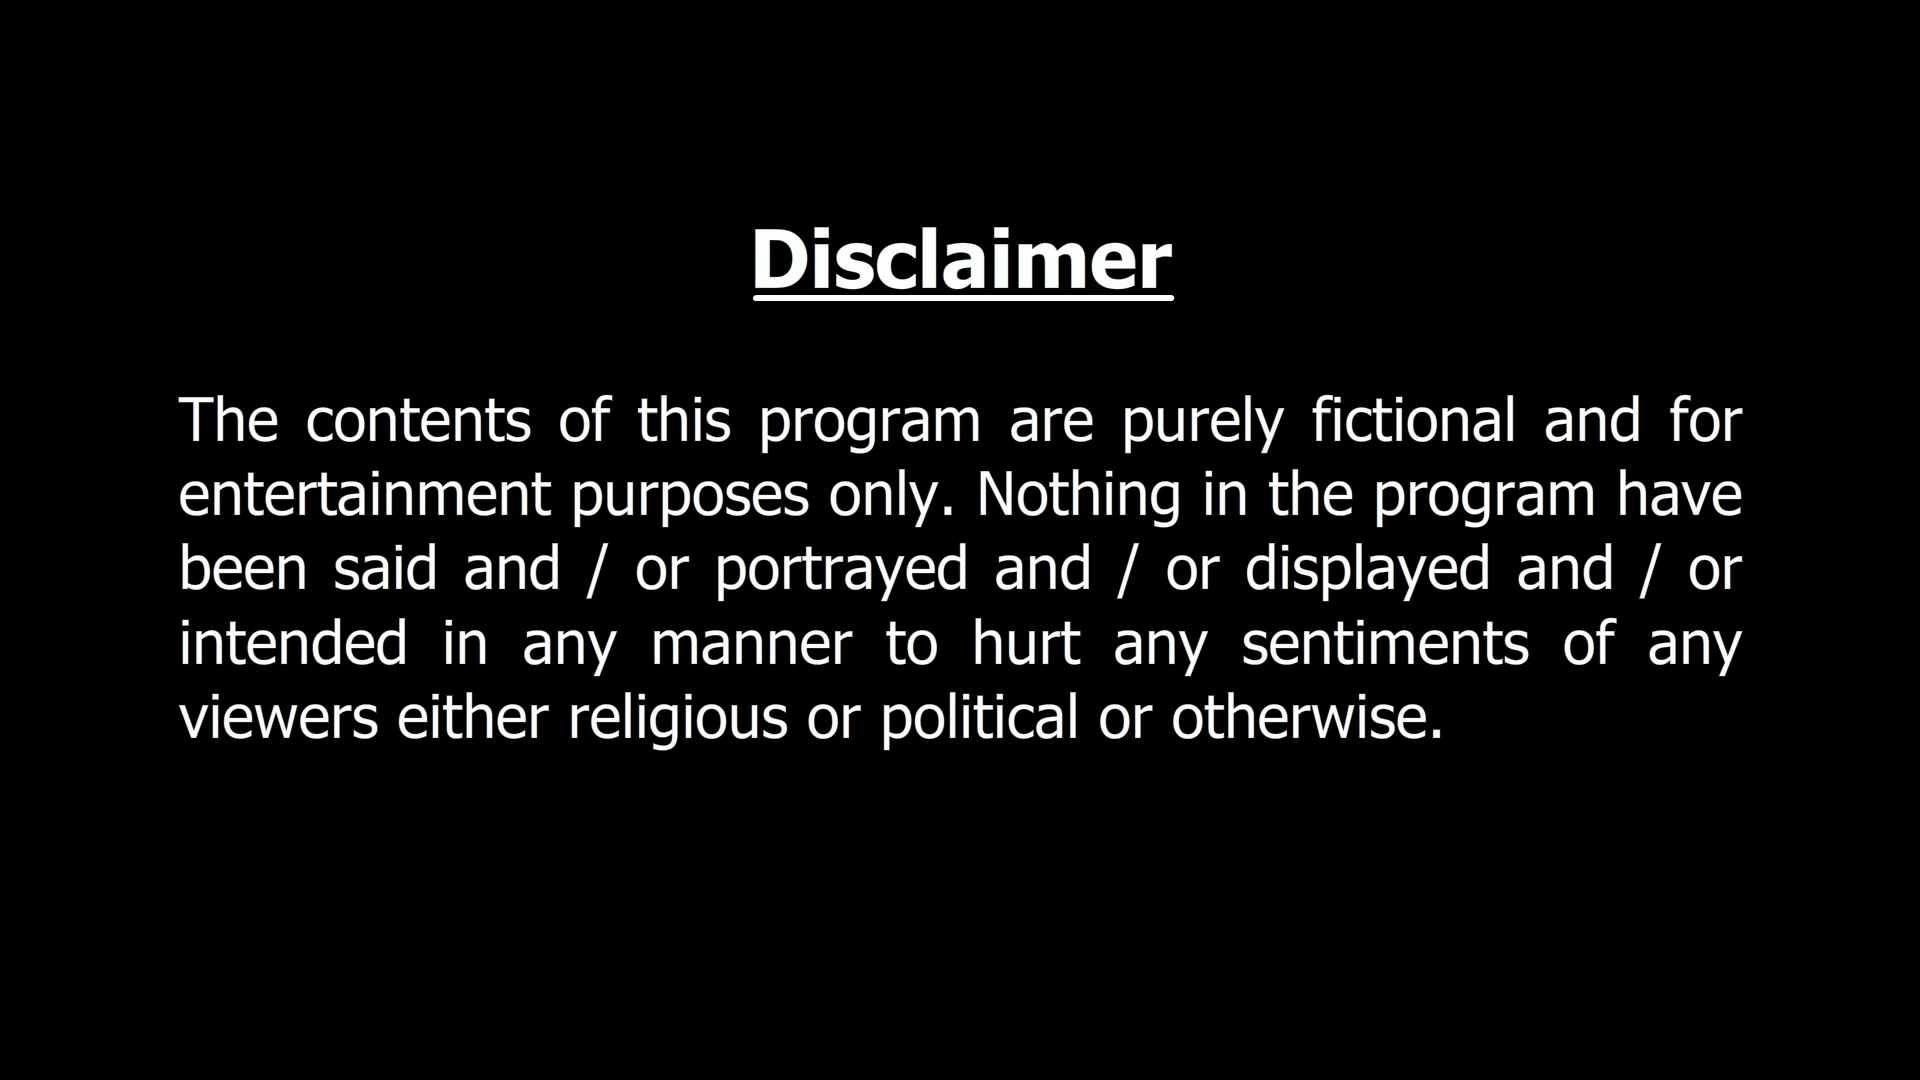 Disclaimer
The contents of this program are purely fictional and for
entertainment purposes only. Nothing in the program have
been said and / or portrayed and / or displayed and / or
intended in any manner to hurt any sentiments of any
viewers either religious or political or otherwise.